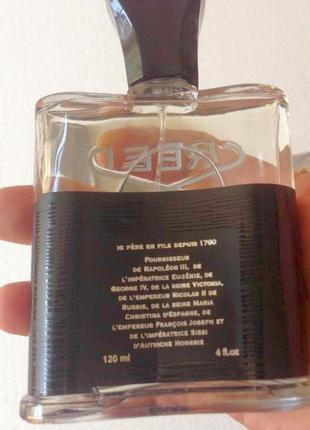 CREED
DE PÈRE EN FILS DEPUIS 1760
FOURNISSEUR
DE NAPOLÉON III, DE
L'IMPÉRATRICE EUGÉNIE, DE
GEORGE IV, DE LA REINE VICTORIA,
DE L'EMPEREUR NICOLAS II DE
RUSSIE, DE LA REINE MARIA
CHRISTINA D'ESPAGNE, DE
L'EMPEREUR FRANÇOIS JOSEPH ET
DE L'IMPÉRATRICE SISSI
D'AUTRICHE HONGRIE
120 ml 4 fl.oz